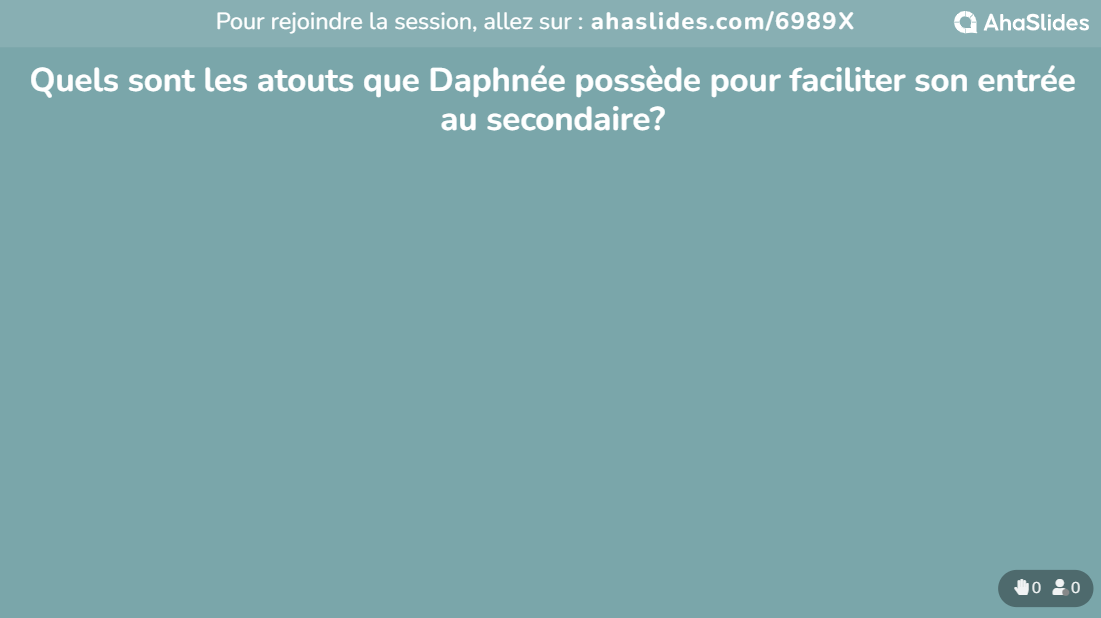 Pour rejoindre la session, allez sur : ahaslides.com/6989X
AhaSlides
Quels sont les atouts que Daphnée possède pour faciliter son entrée
au secondaire?
0 0